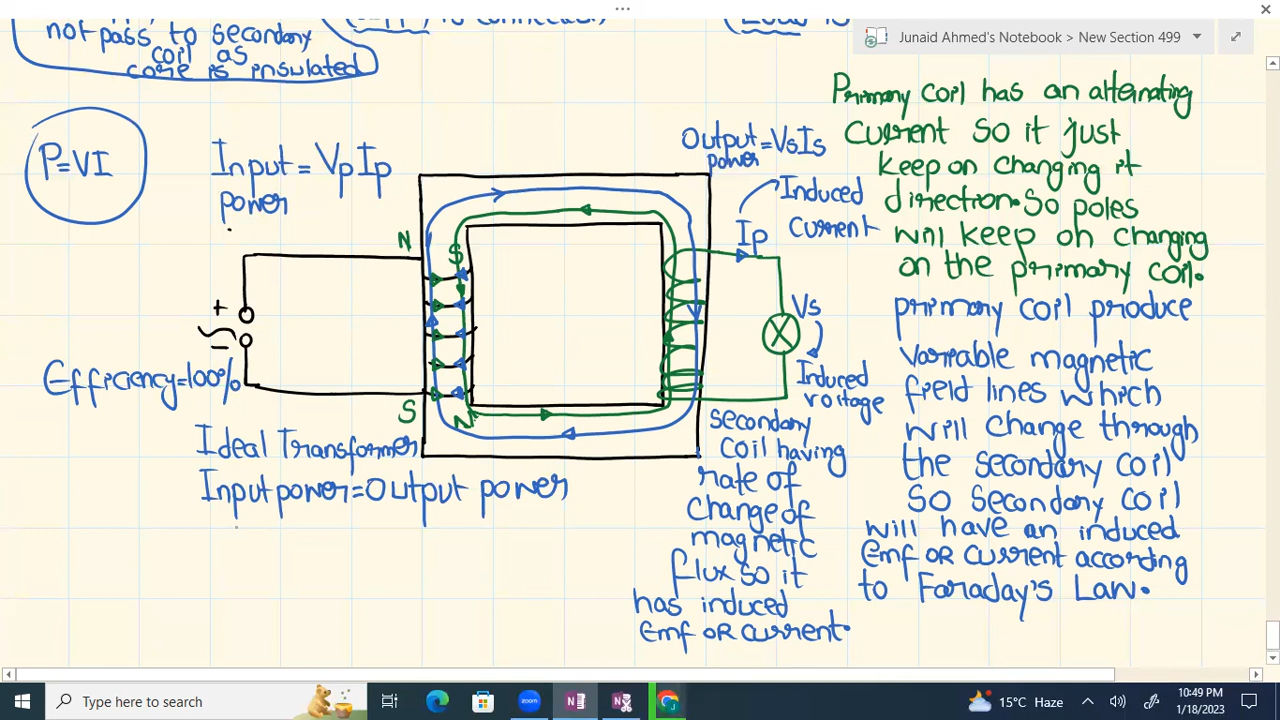 not pass to secondary
coil as
core is insulated
is connected
Junaid Ahmed's Notebook > New Section 499
P=VI
Input = VpIp
power
Output = VsIs
power
Induced
current
Ip
Vs
Induced
voltage
N
S
S
N
+
−
Efficiency=100%
Ideal Transformer
Input power=Output power
secondary
coil having
rate of
change of
magnetic
flux so it
has induced
emf OR current.
Primary coil has an alternating
current so it just
keep on changing it
direction. So poles
will keep on changing
on the primary coil.
primary coil produce
variable magnetic
field lines which
will change through
the secondary coil
so secondary coil
will have an induced
emf OR current according
to Faraday's Law.
Type here to search
zoom
15°C Haze
10:49 PM
1/18/2023